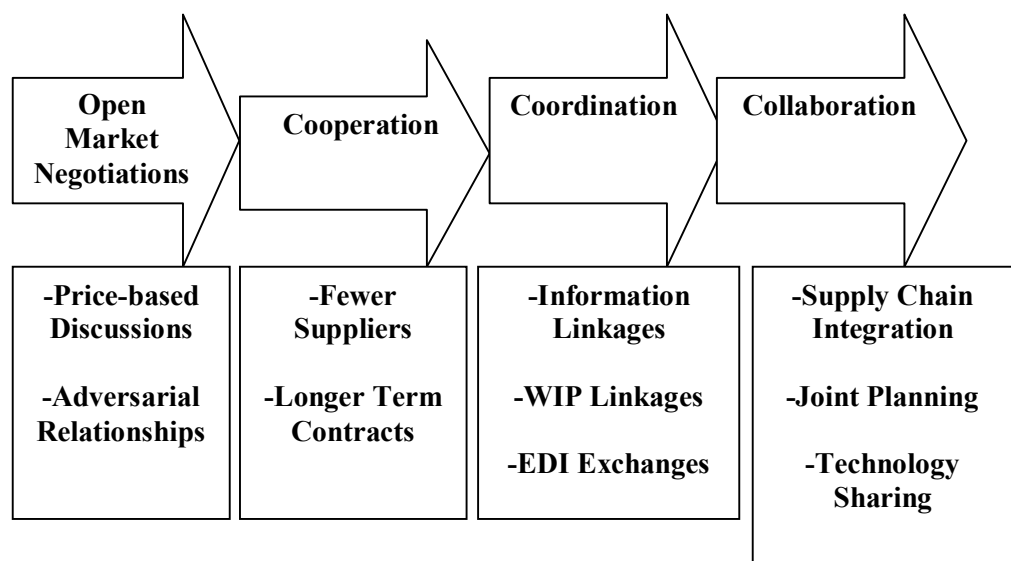 Open
Market
Negotiations
Cooperation
Coordination
Collaboration
-Price-based
Discussions
-Adversarial
Relationships
-Fewer
Suppliers
-Longer Term
Contracts
-Information
Linkages
-WIP Linkages
-EDI Exchanges
-Supply Chain
Integration
-Joint Planning
-Technology
Sharing